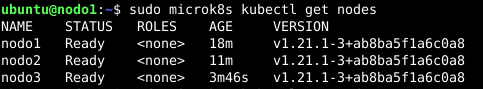 ubuntu@nodo1:~$ sudo microk8s kubectl get nodes
NAME STATUS ROLES AGE VERSION
nodo1 Ready <none> 18m v1.21.1-3+ab8ba5f1a6c0a8
nodo2 Ready <none> 11m v1.21.1-3+ab8ba5f1a6c0a8
nodo3 Ready <none> 3m46s v1.21.1-3+ab8ba5f1a6c0a8